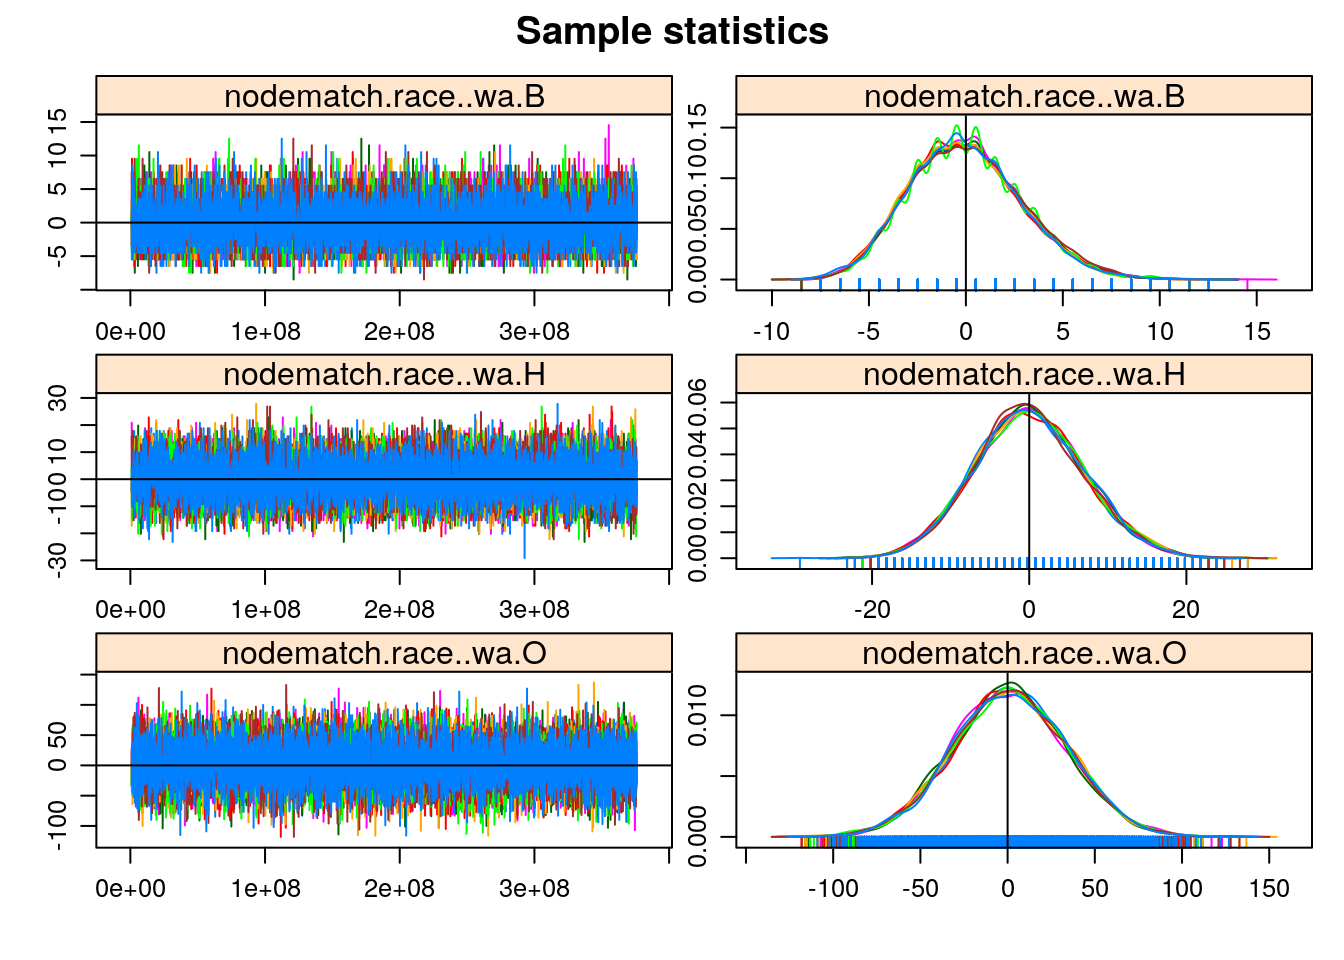 Sample statistics
nodematch.race..wa.B
nodematch.race..wa.B
-5 0 5 10 15
0.00 0.05 0.10 0.15
0e+00 1e+08 2e+08 3e+08
-10 -5 0 5 10 15
nodematch.race..wa.H
nodematch.race..wa.H
-30 -10 0 10 30
0.00 0.02 0.04 0.06
0e+00 1e+08 2e+08 3e+08
-20 0 20
nodematch.race..wa.O
nodematch.race..wa.O
-100 0 50
0.000 0.010
0e+00 1e+08 2e+08 3e+08
-100 -50 0 50 100 150